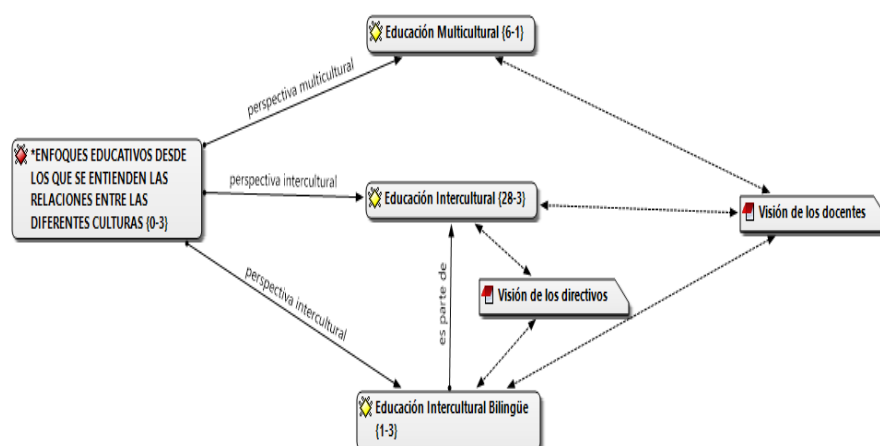 Educación Multicultural {6-1}
perspectiva multicultural
*ENFOQUES EDUCATIVOS DESDE
LOS QUE SE ENTIENDEN LAS
RELACIONES ENTRE LAS
DIFERENTES CULTURAS {0-3}
perspectiva intercultural
Educación Intercultural {28-3}
Visión de los docentes
perspectiva intercultural
es parte de
Visión de los directivos
Educación Intercultural Bilingüe
{1-3}